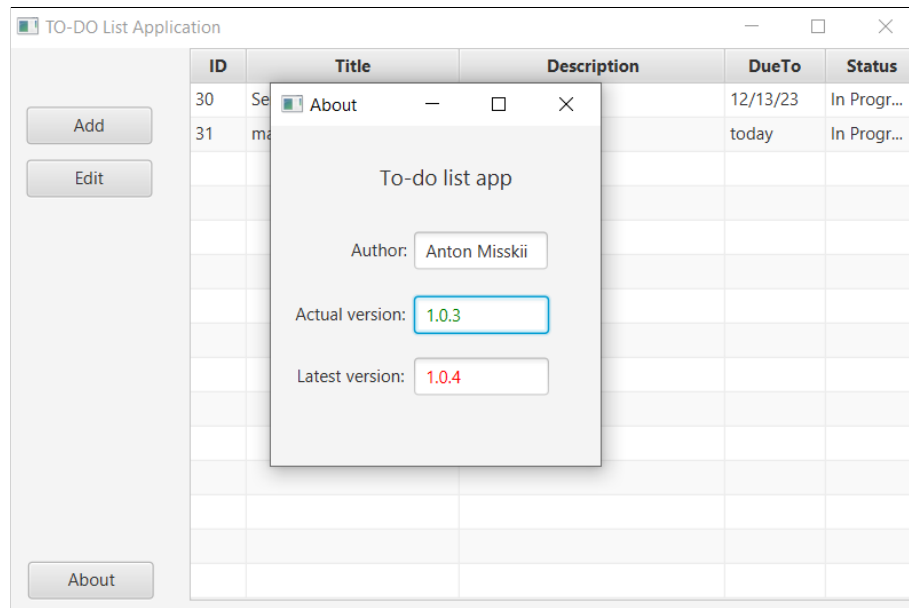 TO-DO List Application
ID Title Description DueTo Status
30 Se 12/13/23 In Progr...
31 ma today In Progr...
Add
Edit
About
About
To-do list app
Author: Anton Misskii
Actual version: 1.0.3
Latest version: 1.0.4